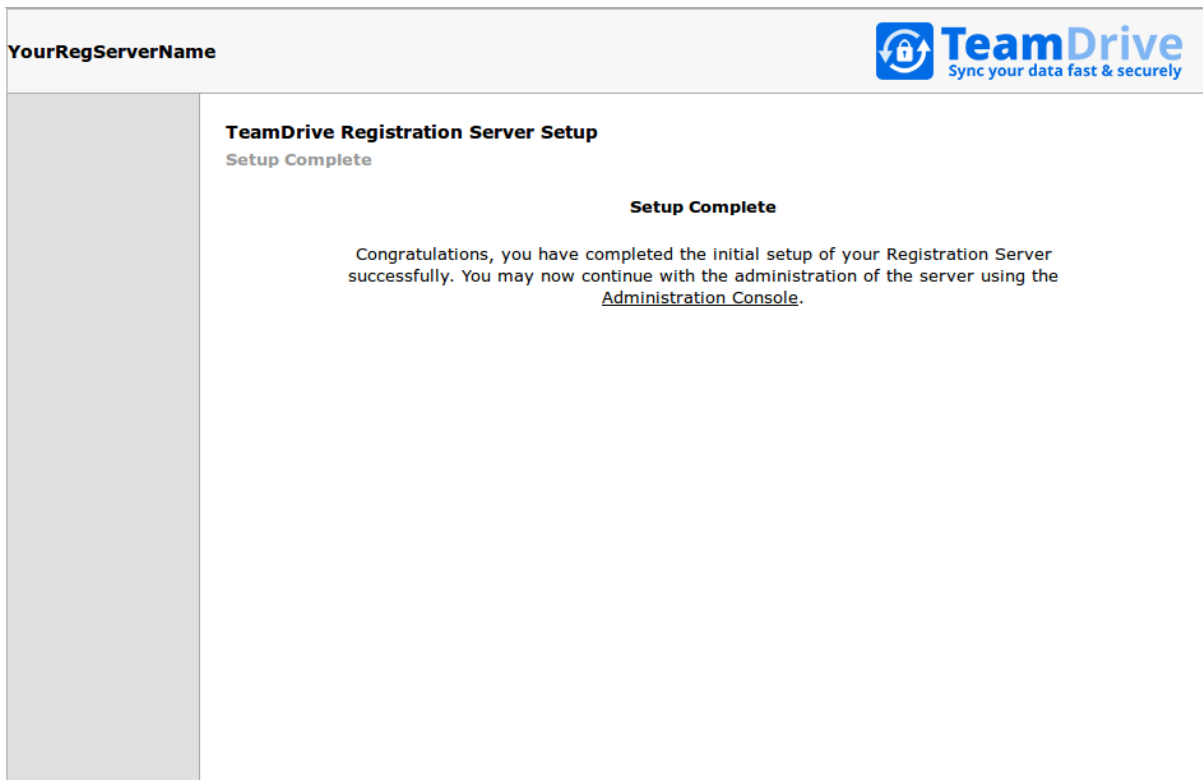 YourRegServerName
TeamDrive
Sync your data fast & securely
TeamDrive Registration Server Setup
Setup Complete
Setup Complete
Congratulations, you have completed the initial setup of your Registration Server
successfully. You may now continue with the administration of the server using the
Administration Console.